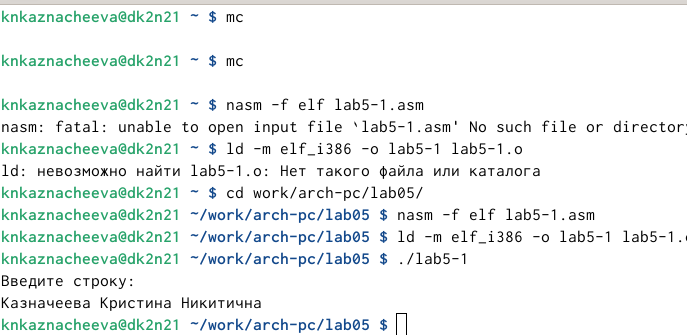 knkaznacheeva@dk2n21 ~ $ mc
knkaznacheeva@dk2n21 ~ $ mc
knkaznacheeva@dk2n21 ~ $ nasm -f elf lab5-1.asm
nasm: fatal: unable to open input file `lab5-1.asm' No such file or directory
knkaznacheeva@dk2n21 ~ $ ld -m elf_i386 -o lab5-1 lab5-1.o
ld: невозможно найти lab5-1.o: Нет такого файла или каталога
knkaznacheeva@dk2n21 ~ $ cd work/arch-pc/lab05/
knkaznacheeva@dk2n21 ~/work/arch-pc/lab05 $ nasm -f elf lab5-1.asm
knkaznacheeva@dk2n21 ~/work/arch-pc/lab05 $ ld -m elf_i386 -o lab5-1 lab5-1.o
knkaznacheeva@dk2n21 ~/work/arch-pc/lab05 $ ./lab5-1
Введите строку:
Казначеева Кристина Никитична
knkaznacheeva@dk2n21 ~/work/arch-pc/lab05 $